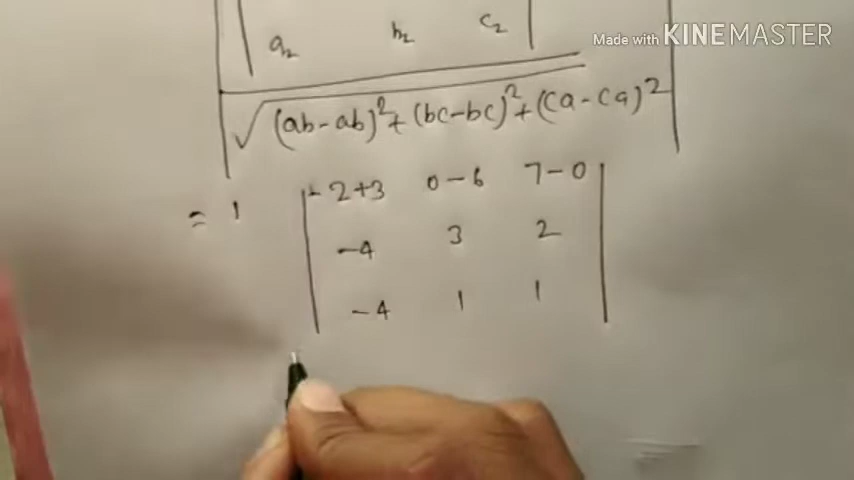 a₂ b₂ c₂
Made with KINEMASTER
√(ab-ab)²+(bc-bc)²+(ca-ca)²
= 1 | -2+3 0-6 7-0 |
-4 3 2
-4 1 1